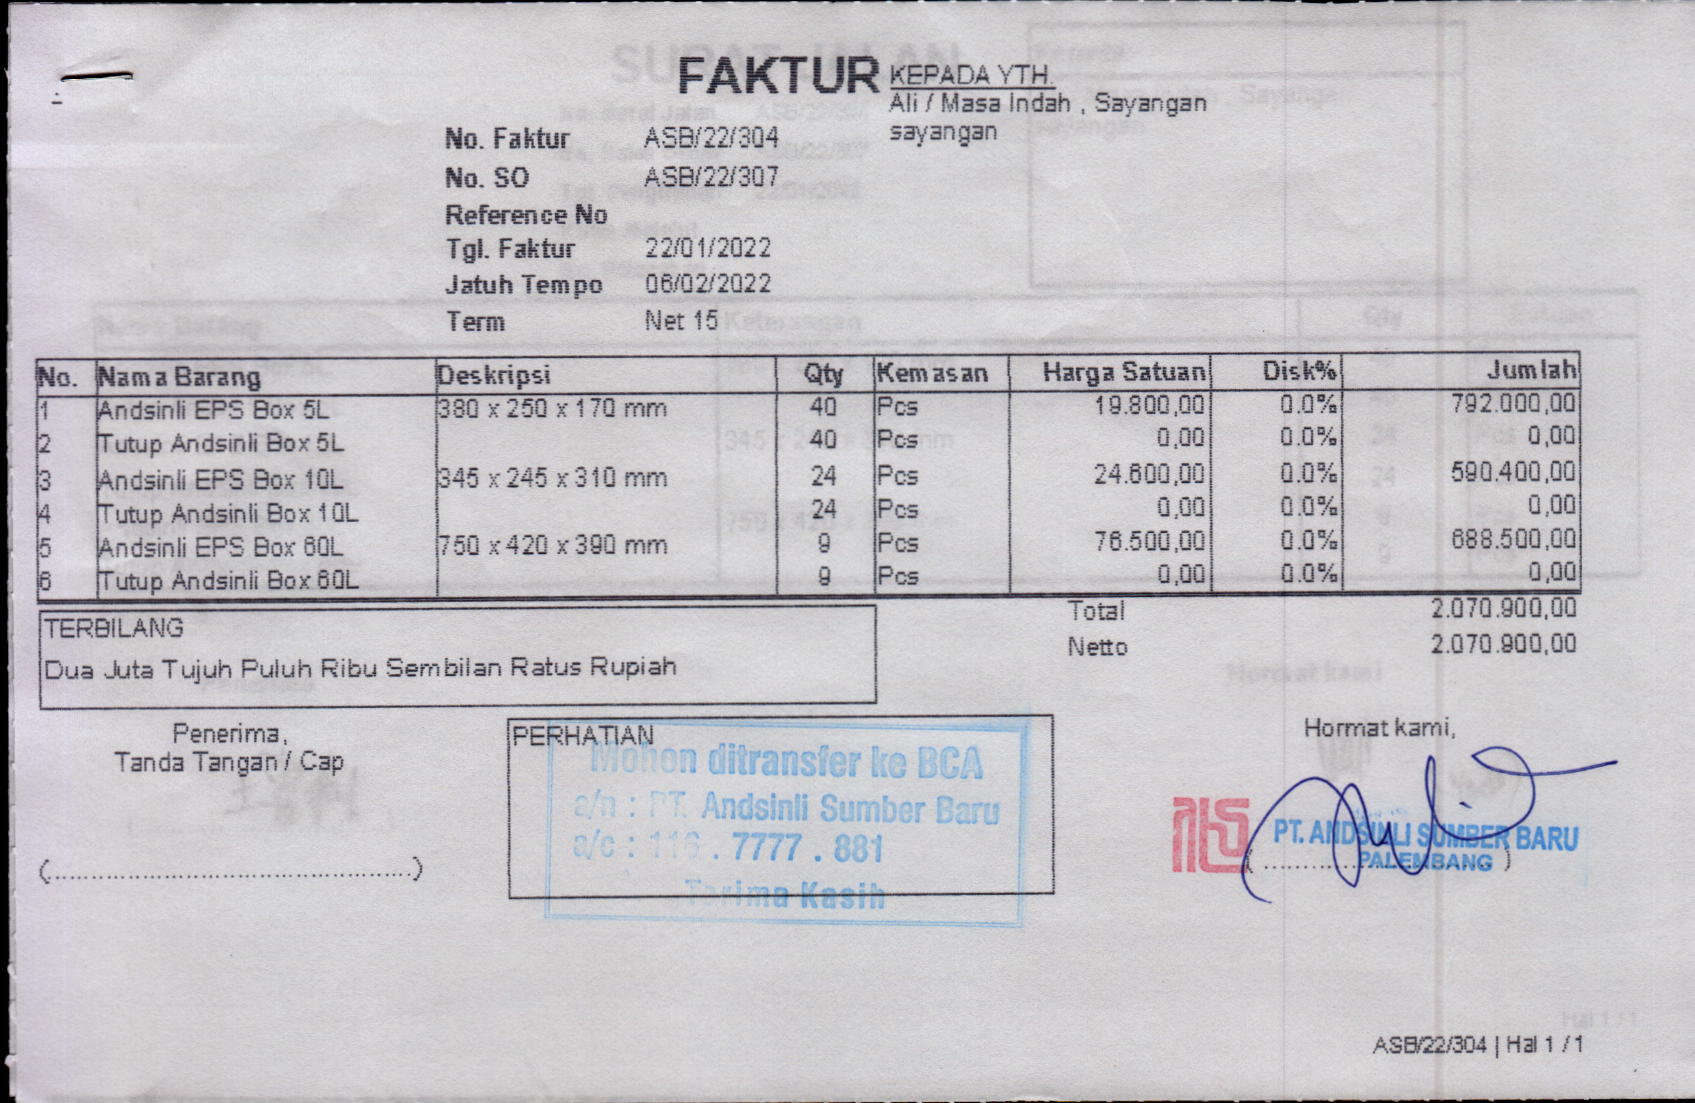 FAKTUR
KEPADA YTH.
Ali / Masa Indah , Sayangan
sayangan
No. Faktur ASB/22/304
No. SO ASB/22/307
Reference No
Tgl. Faktur 22/01/2022
Jatuh Tempo 06/02/2022
Term Net 15
No. Nama Barang Deskripsi Qty Kemasan Harga Satuan Disk% Jumlah
1 Andsinli EPS Box 5L 380 x 250 x 170 mm 40 Pcs 19.800,00 0.0% 792.000,00
2 Tutup Andsinli Box 5L 40 Pcs 0,00 0.0% 0,00
3 Andsinli EPS Box 10L 345 x 245 x 310 mm 24 Pcs 24.600,00 0.0% 590.400,00
4 Tutup Andsinli Box 10L 24 Pcs 0,00 0.0% 0,00
5 Andsinli EPS Box 60L 750 x 420 x 390 mm 9 Pcs 76.500,00 0.0% 688.500,00
6 Tutup Andsinli Box 60L 9 Pcs 0,00 0.0% 0,00
Total 2.070.900,00
Netto 2.070.900,00
TERBILANG
Dua Juta Tujuh Puluh Ribu Sembilan Ratus Rupiah
Penerima,
Tanda Tangan / Cap
(..............................................)
PERHATIAN
Mohon ditransfer ke BCA
a/n : PT. Andsinli Sumber Baru
a/c : 116 . 7777 . 881
Terima Kasih
Hormat kami,
PT. ANDSINLI SUMBER BARU
PALEMBANG
ASB/22/304 | Hal 1 / 1